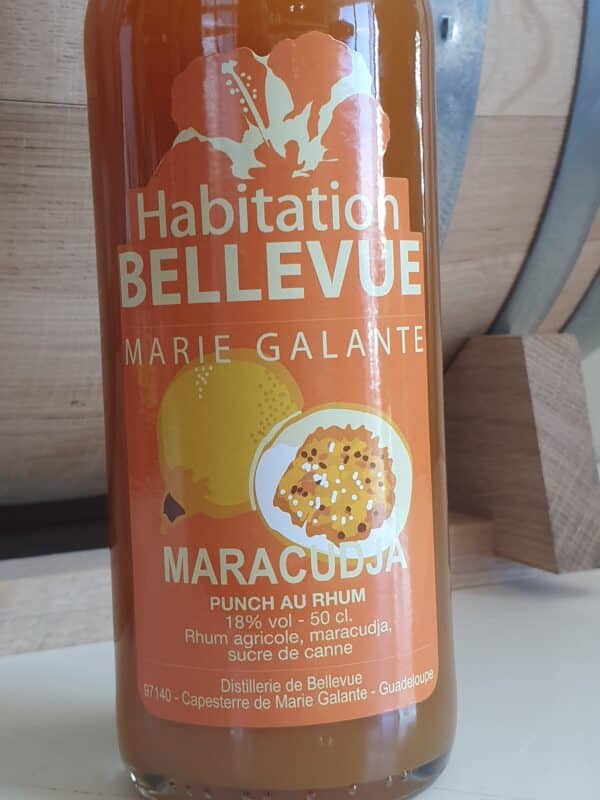 Habitation
BELLEVUE
MARIE GALANTE
MARACUDJA
PUNCH AU RHUM
18% vol - 50 cl.
Rhum agricole, maracudja,
sucre de canne
Distillerie de Bellevue
97140 - Capesterre de Marie Galante - Guadeloupe